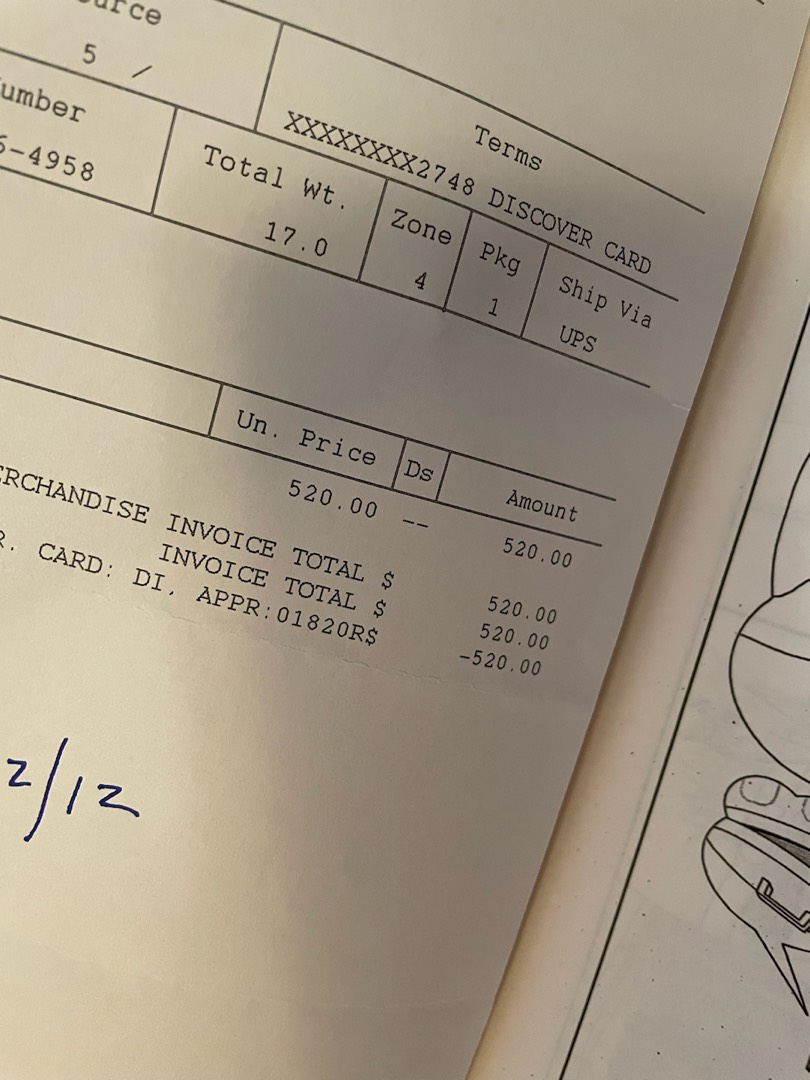 urce
5 /
Terms
XXXXXXXX2748 DISCOVER CARD
umber
Total Wt.
Zone
Pkg
Ship Via
-4958
17.0
4
1
UPS
Un. Price
Ds
Amount
520.00 -- 520.00
ERCHANDISE INVOICE TOTAL $ 520.00
INVOICE TOTAL $ 520.00
R. CARD: DI. APPR:01820R$ -520.00
2/12